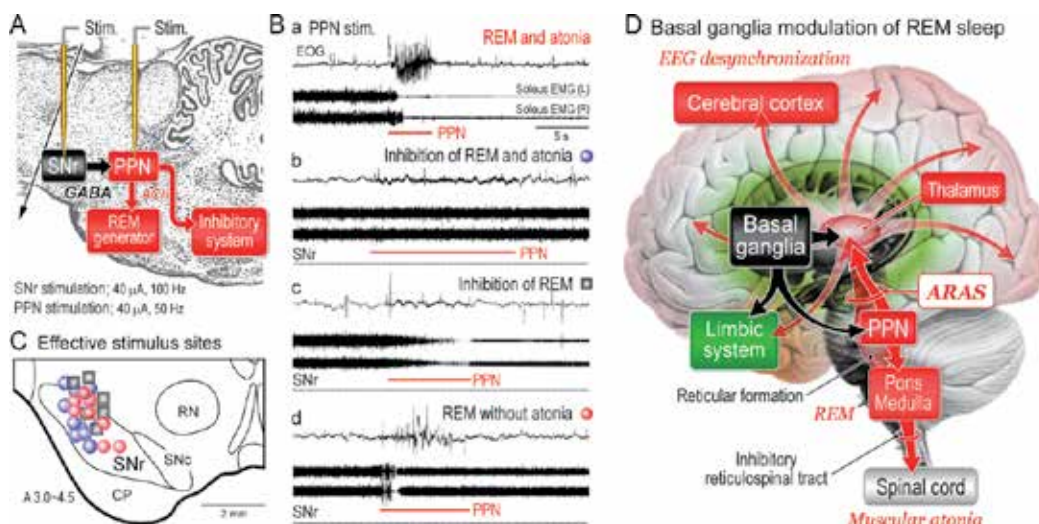 A
Stim.
Stim.
SNr
PPN
GABA
REM
generator
Inhibitory
system
SNr stimulation; 40 µA, 100 Hz
PPN stimulation; 40 µA, 50 Hz
C Effective stimulus sites
RN
SNr
SNc
CP
A 3.0~4.5
2 mm
B
a PPN stim.
REM and atonia
EOG
Soleus EMG (L)
Soleus EMG (R)
PPN
5 s
b
Inhibition of REM and atonia
SNr
PPN
c
Inhibition of REM
SNr
PPN
d
REM without atonia
SNr
PPN
D Basal ganglia modulation of REM sleep
EEG desynchronization
Cerebral cortex
Thalamus
Basal
ganglia
ARAS
Limbic
system
PPN
Reticular formation
Pons
Medulla
REM
Inhibitory
reticulospinal tract
Spinal cord
Muscular atonia